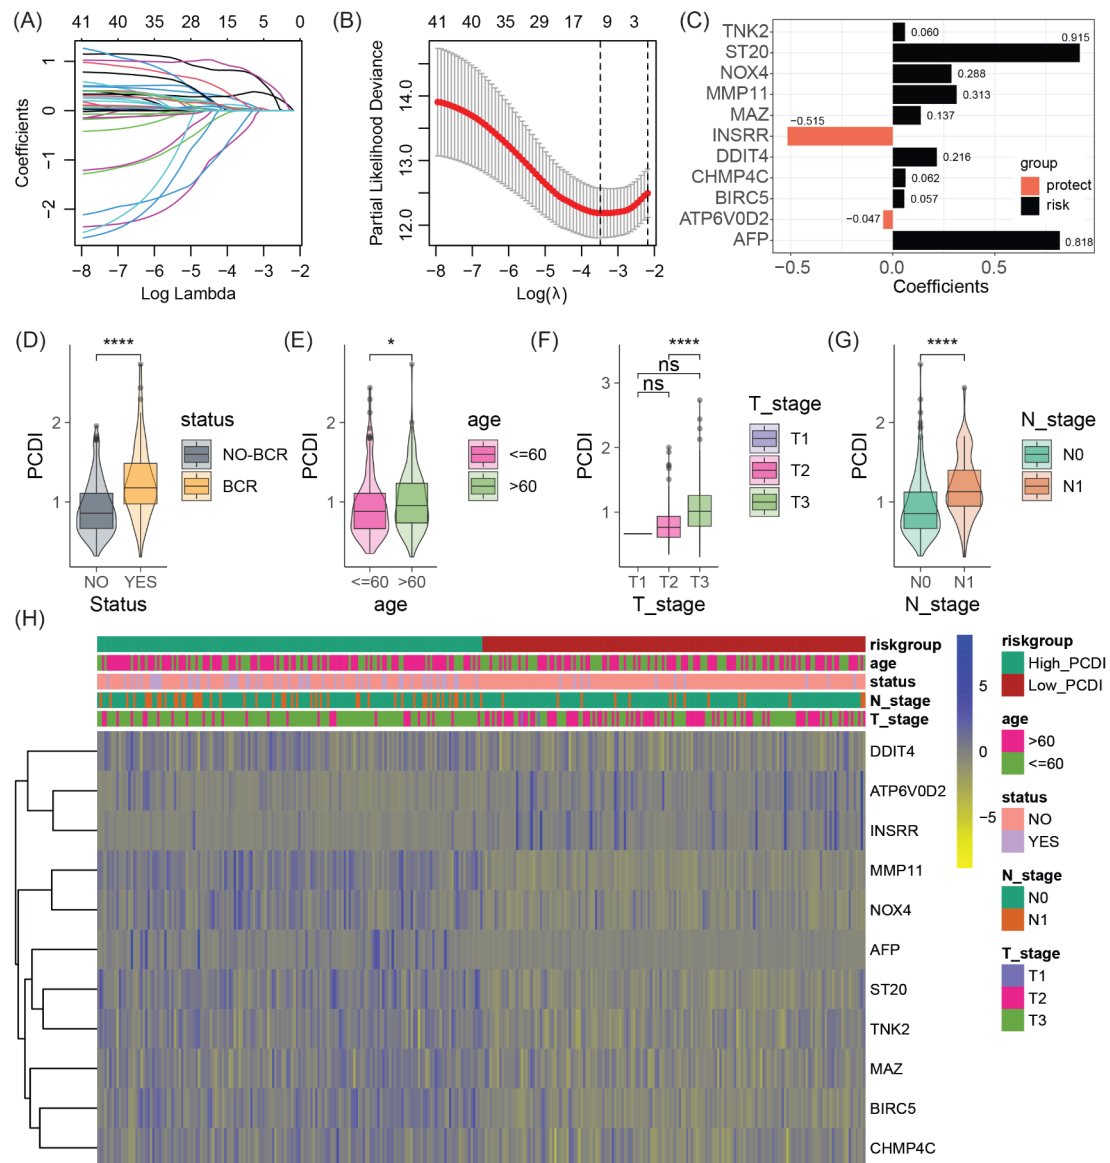 (A)
41 40 35 35 15 5 0
1
0
−1
−2
Coefficients
−8 −7 −6 −5 −4 −3 −2
Log Lambda
(B)
41 35 29 17 9 3
14.0
13.0
12.0
Partial Likelihood Deviance
−8 −7 −6 −5 −4 −3 −2
Log(λ)
(C)
TNK2 0.060
ST20 0.915
NOX4 0.288
MMP11 0.313
MAZ 0.137
INSRR −0.515
DDIT4 0.216
CHMP4C 0.062
BIRC5 0.057
ATP6V0D2 −0.047
AFP 0.818
group
protect
risk
−0.5 0.0 0.5
Coefficients
(D)
****
PCDI
2
1
NO YES
Status
status
NO-BCR
BCR
(E)
*
PCDI
2
1
<=60 >60
age
age
<=60
>60
(F)
****
ns
ns
PCDI
3
2
1
T1 T2 T3
T_stage
T_stage
T1
T2
T3
(G)
****
PCDI
2
1
N0 N1
N_stage
N_stage
N0
N1
(H)
riskgroup
age
status
N_stage
T_stage
DDIT4
ATP6V0D2
INSRR
MMP11
NOX4
AFP
ST20
TNK2
MAZ
BIRC5
CHMP4C
5
0
−5
riskgroup
High_PCDI
Low_PCDI
age
>60
<=60
status
NO
YES
N_stage
N0
N1
T_stage
T1
T2
T3